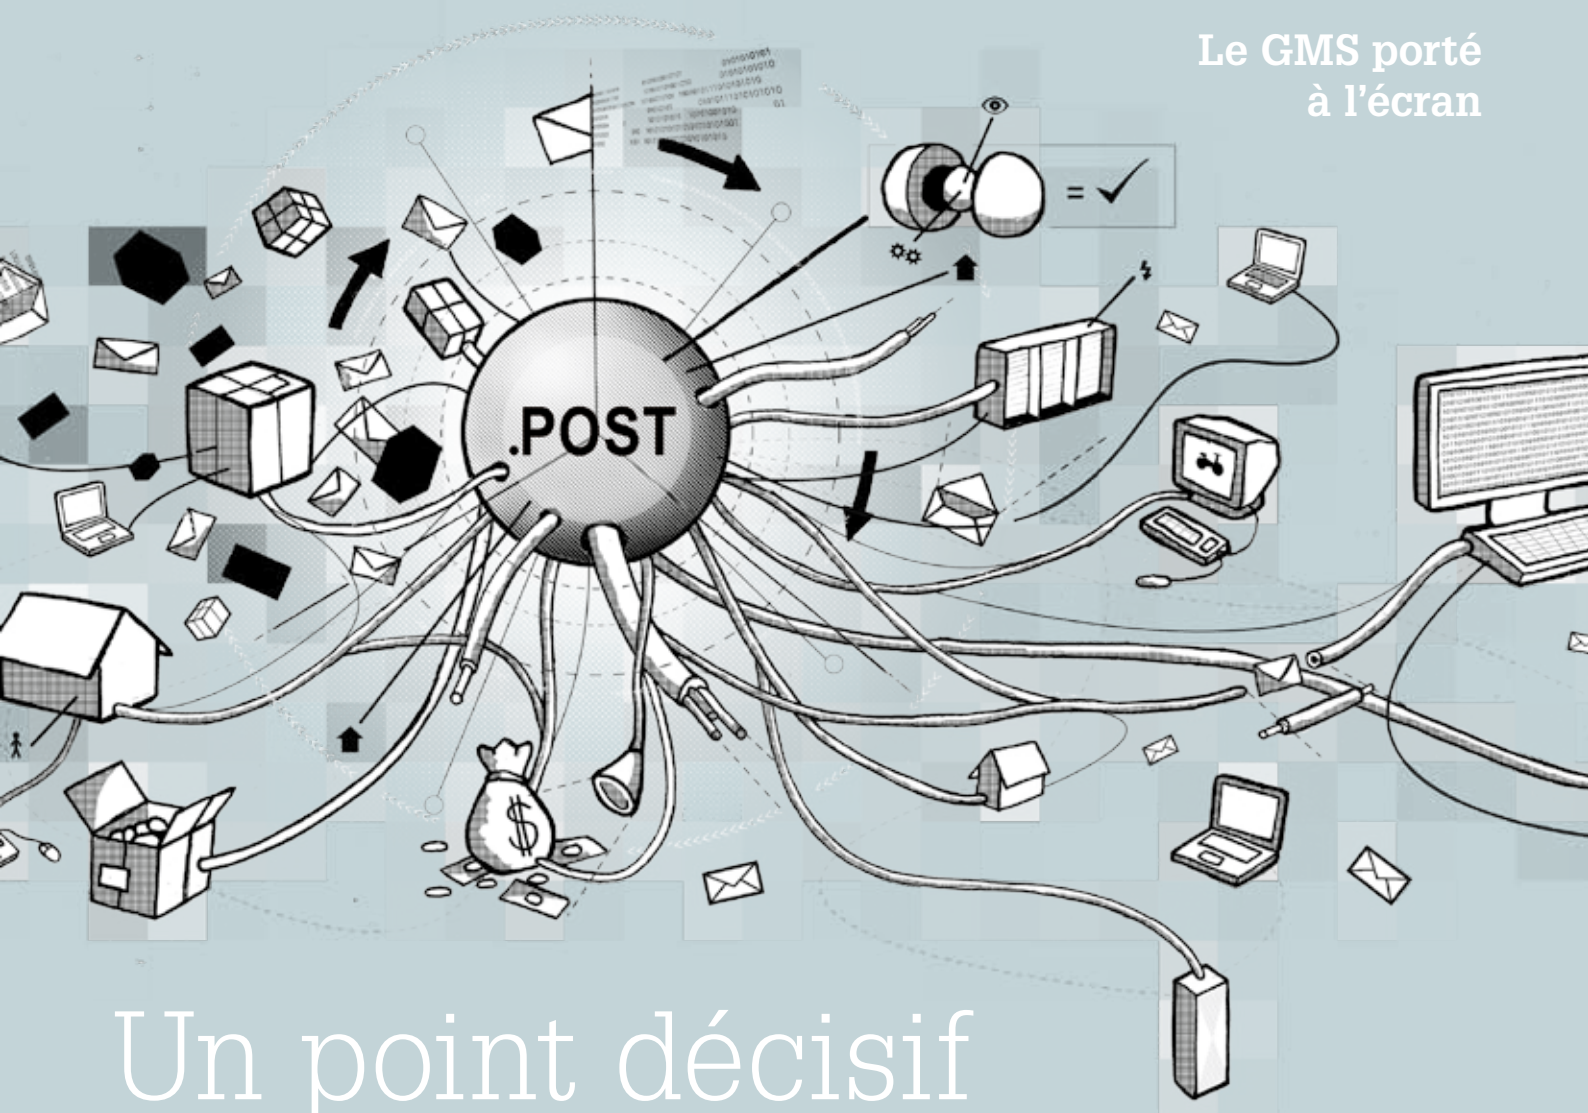 Le GMS porté
à l'écran
.POST
=
$
Un point décisif